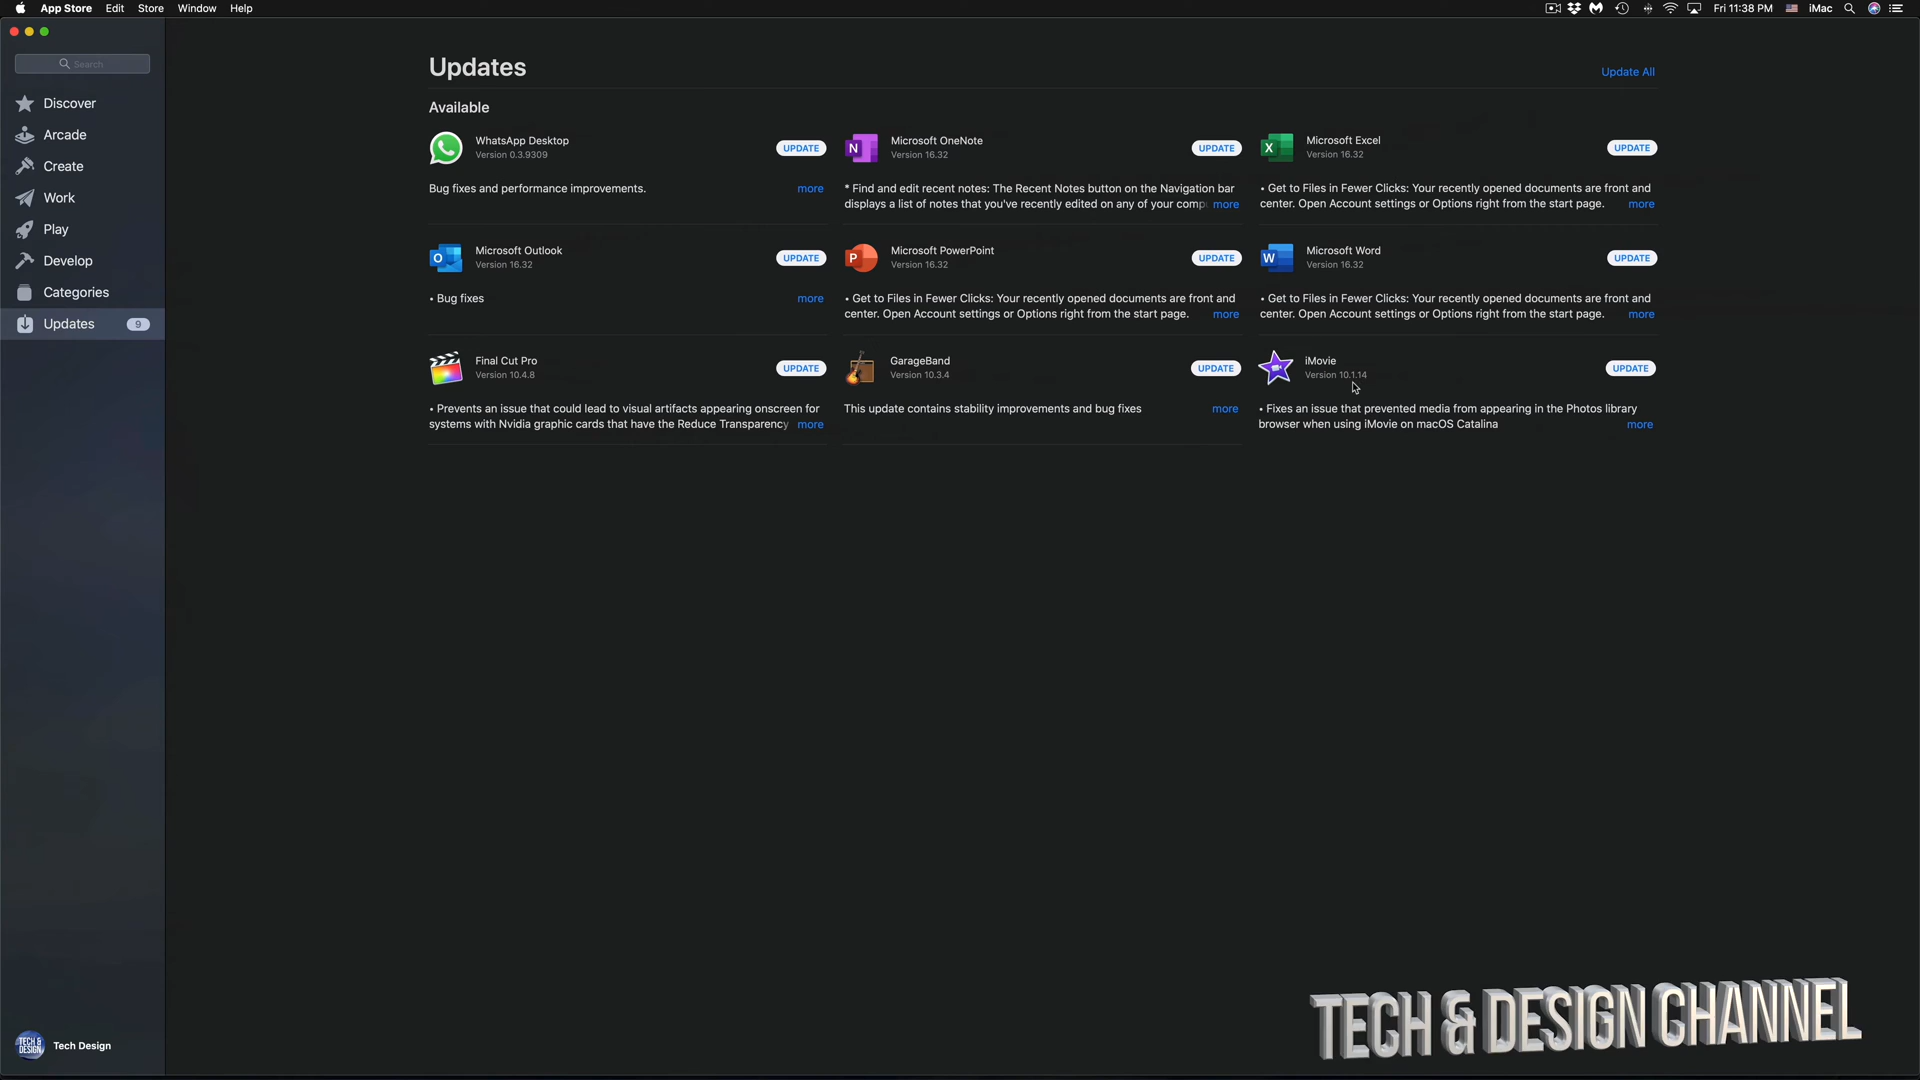 App Store Edit Store Window Help
Fri 11:38 PM iMac
Search
Discover
Arcade
Create
Work
Play
Develop
Categories
Updates 9
Updates
Update All
Available
WhatsApp Desktop
Version 0.3.9309
UPDATE
Bug fixes and performance improvements.
more
Microsoft OneNote
Version 16.32
UPDATE
* Find and edit recent notes: The Recent Notes button on the Navigation bar
displays a list of notes that you've recently edited on any of your comp
more
Microsoft Excel
Version 16.32
UPDATE
• Get to Files in Fewer Clicks: Your recently opened documents are front and
center. Open Account settings or Options right from the start page.
more
Microsoft Outlook
Version 16.32
UPDATE
• Bug fixes
more
Microsoft PowerPoint
Version 16.32
UPDATE
• Get to Files in Fewer Clicks: Your recently opened documents are front and
center. Open Account settings or Options right from the start page.
more
Microsoft Word
Version 16.32
UPDATE
• Get to Files in Fewer Clicks: Your recently opened documents are front and
center. Open Account settings or Options right from the start page.
more
Final Cut Pro
Version 10.4.8
UPDATE
• Prevents an issue that could lead to visual artifacts appearing onscreen for
systems with Nvidia graphic cards that have the Reduce Transparency
more
GarageBand
Version 10.3.4
UPDATE
This update contains stability improvements and bug fixes
more
iMovie
Version 10.1.14
UPDATE
• Fixes an issue that prevented media from appearing in the Photos library
browser when using iMovie on macOS Catalina
more
TECH &
DESIGN
Tech Design
TECH & DESIGN CHANNEL